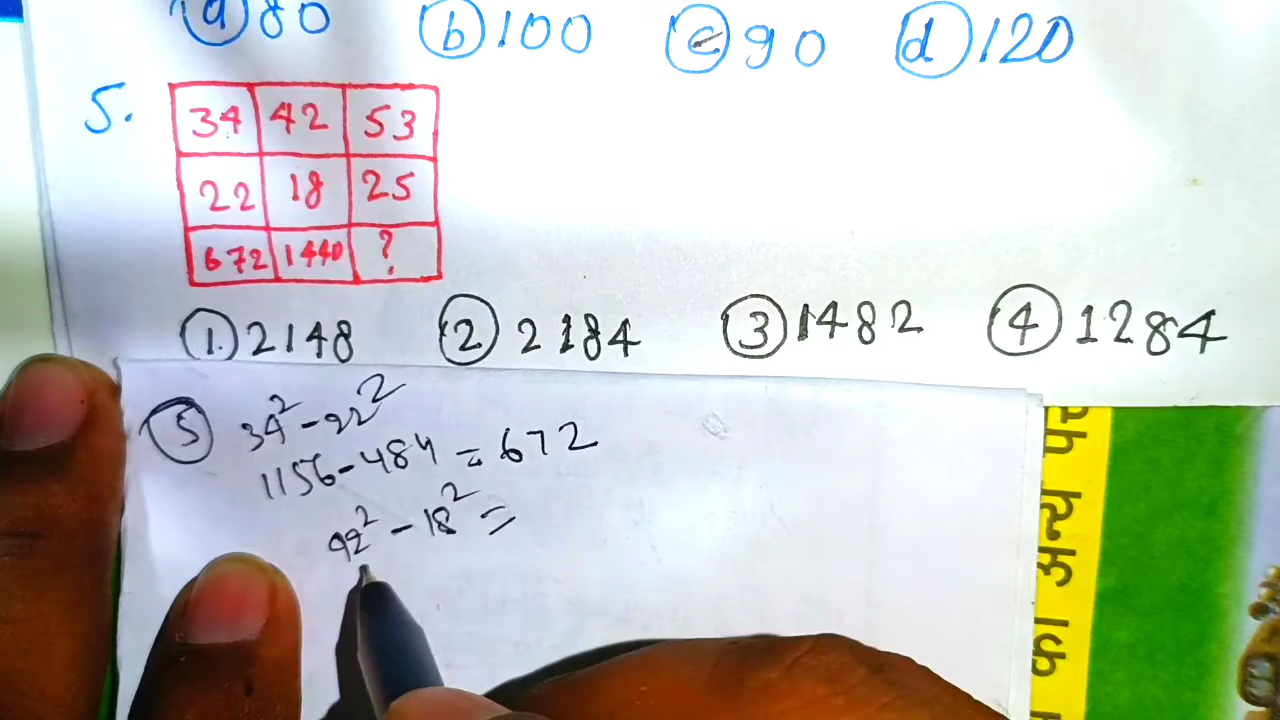 (a) 80 (b) 100 (c) 90 (d) 120
5.
34 42 53
22 18 25
672 1440 ?
(1) 2148 (2) 2184 (3) 1482 (4) 1284
(5) 34² - 22²
1156 - 484 = 672
42² - 18² =
का अन्य